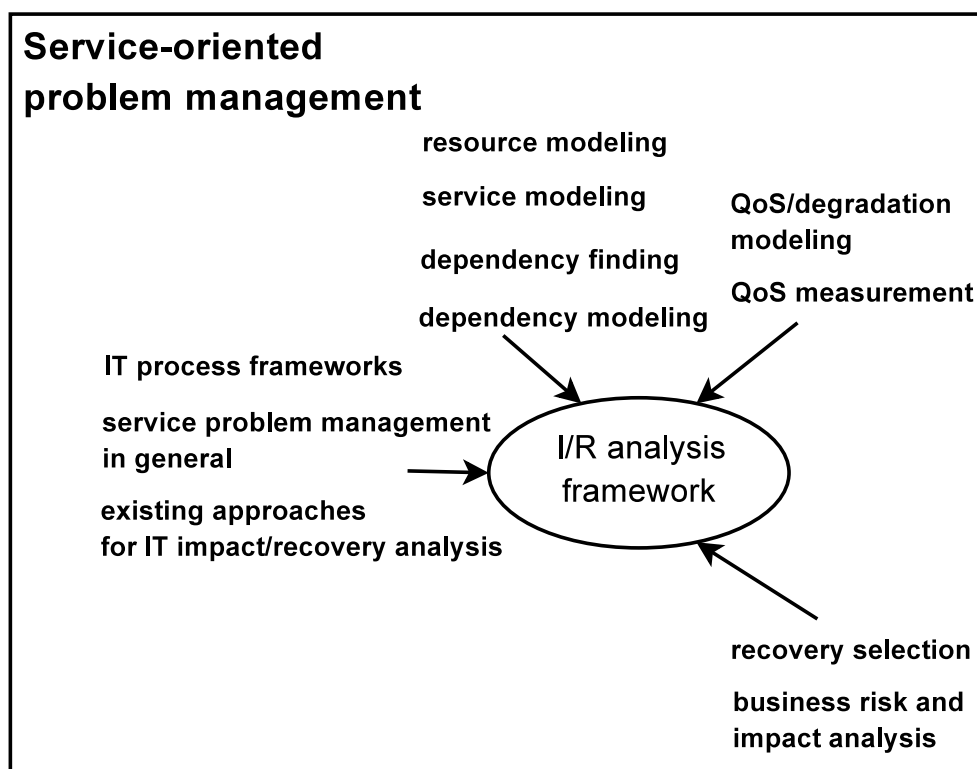 Service-oriented
problem management
resource modeling
service modeling
dependency finding
dependency modeling
QoS/degradation
modeling
QoS measurement
IT process frameworks
service problem management
in general
existing approaches
for IT impact/recovery analysis
I/R analysis
framework
recovery selection
business risk and
impact analysis